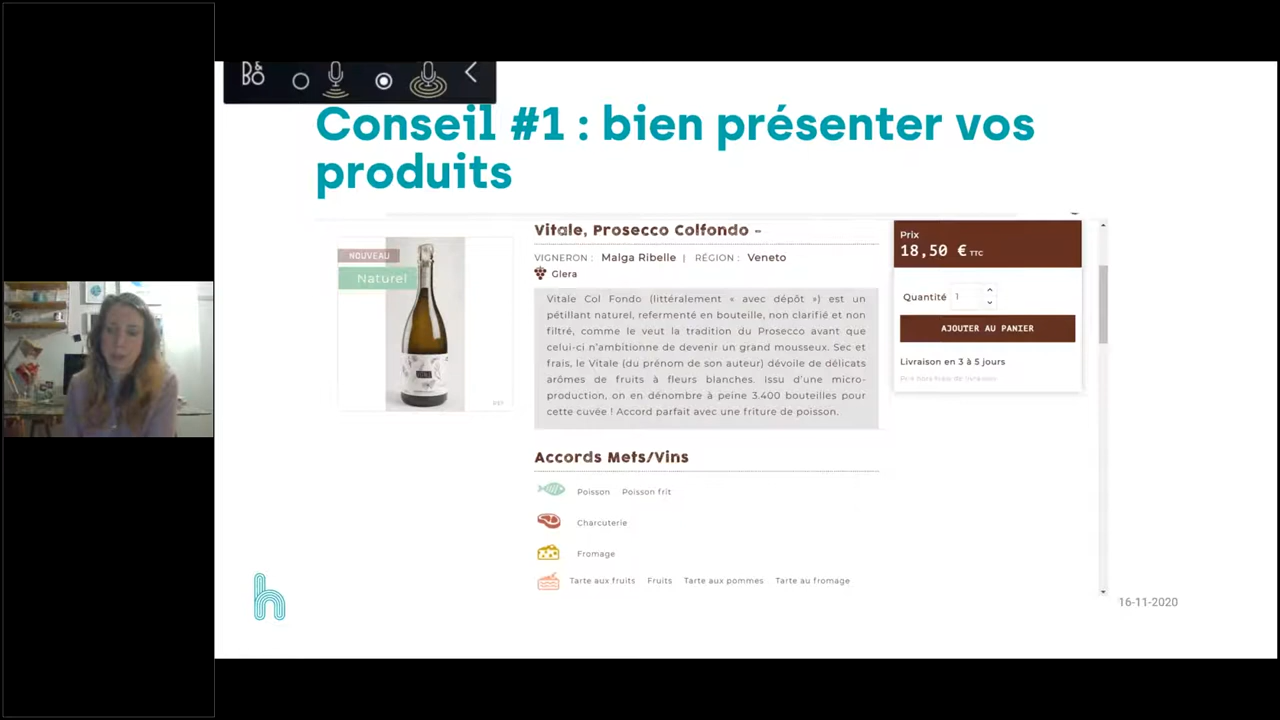 B&BO
Conseil #1 : bien présenter vos
produits
NOUVEAU
Naturel
Vitale, Prosecco Colfondo -
VIGNERON : Malga Ribelle | RÉGION : Veneto
Glera
Vitale Col Fondo (littéralement « avec dépôt ») est un
pétillant naturel, refermenté en bouteille, non clarifié et non
filtré, comme le veut la tradition du Prosecco avant que
celui-ci n'ambitionne de devenir un grand mousseux. Sec et
frais, le Vitale (du prénom de son auteur) dévoile de délicats
arômes de fruits à fleurs blanches. Issu d'une micro-
production, on en dénombre à peine 3.400 bouteilles pour
cette cuvée ! Accord parfait avec une friture de poisson.
Accords Mets/Vins
Poisson Poisson frit
Charcuterie
Fromage
Tarte aux fruits Fruits Tarte aux pommes Tarte au fromage
Prix
18,50 € TTC
Quantité 1
AJOUTER AU PANIER
Livraison en 3 à 5 jours
Prix hors frais de livraison
h
16-11-2020